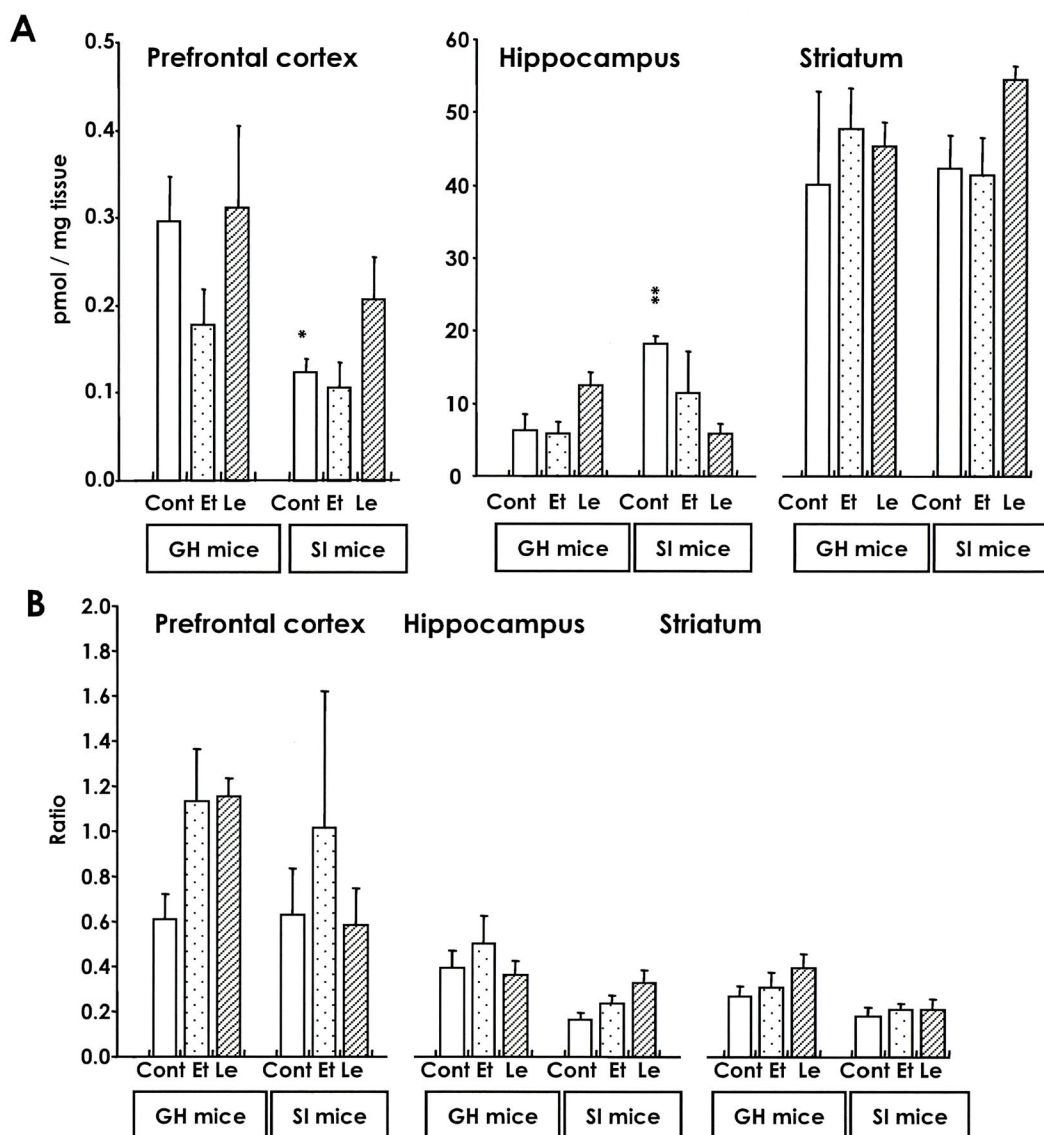 A
Prefrontal cortex
Hippocampus
Striatum
pmol / mg tissue
0.5
0.4
0.3
0.2
0.1
0.0
*
Cont Et Le Cont Et Le
GH mice SI mice
60
50
40
30
20
10
0
**
Cont Et Le Cont Et Le
GH mice SI mice
Cont Et Le Cont Et Le
GH mice SI mice
B
Prefrontal cortex Hippocampus Striatum
Ratio
2.0
1.8
1.6
1.4
1.2
1.0
0.8
0.6
0.4
0.2
0.0
Cont Et Le Cont Et Le Cont Et Le Cont Et Le Cont Et Le Cont Et Le
GH mice SI mice GH mice SI mice GH mice SI mice